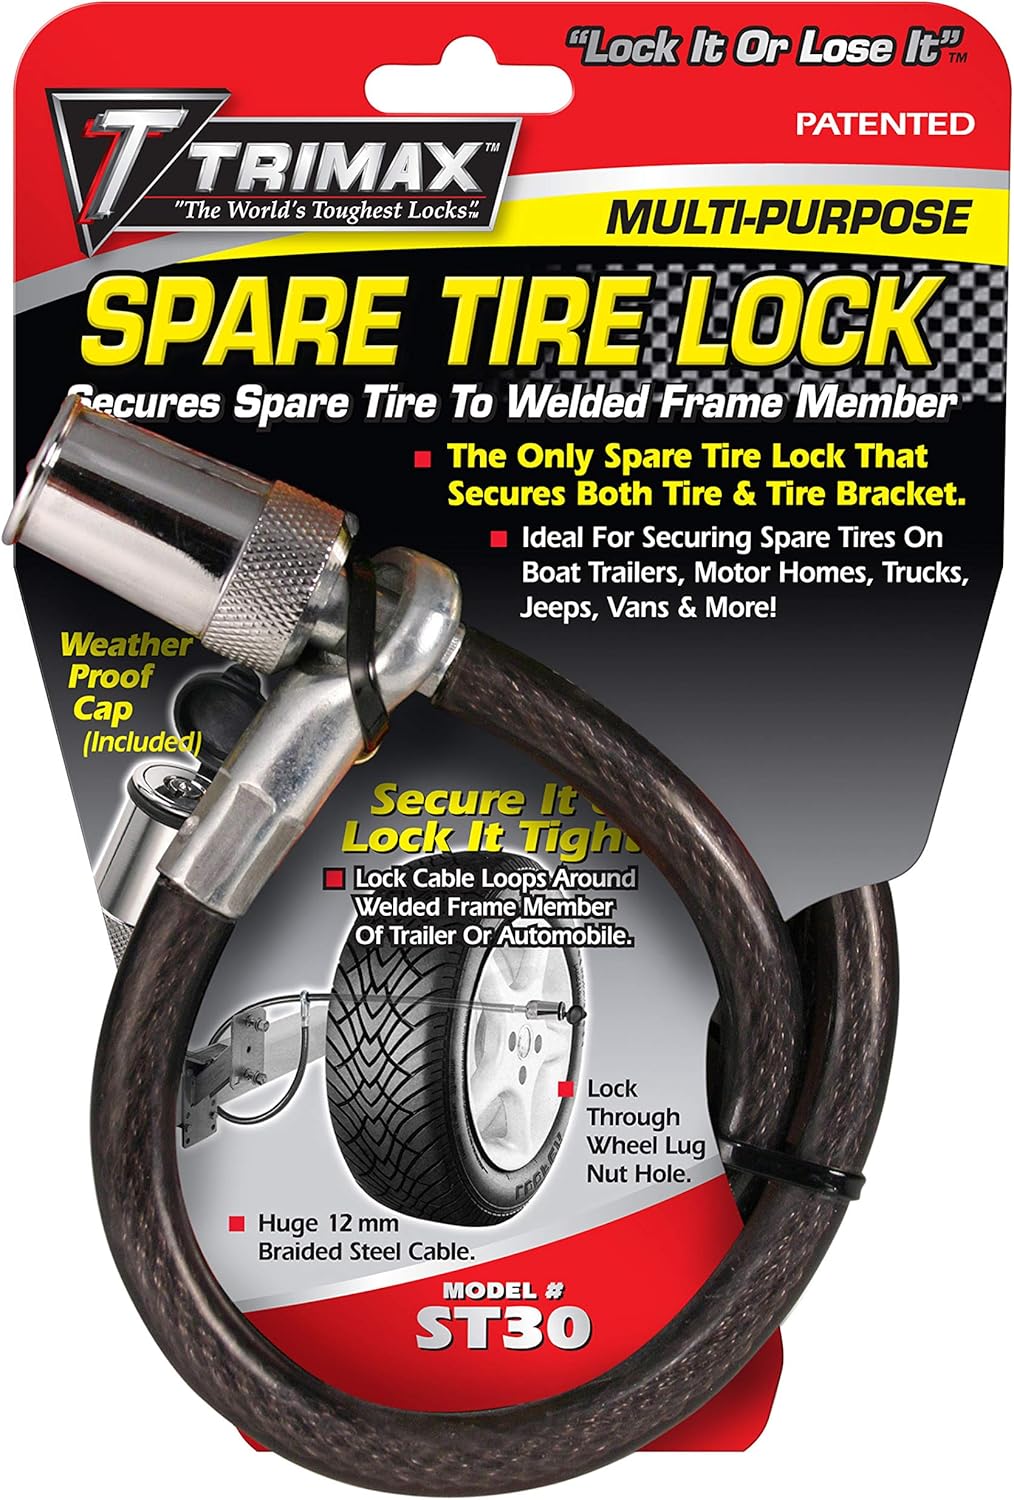 "Lock It Or Lose It"™
PATENTED
T TRIMAX™
"The World's Toughest Locks"™
MULTI-PURPOSE
SPARE TIRE LOCK
Secures Spare Tire To Welded Frame Member
The Only Spare Tire Lock That
Secures Both Tire & Tire Bracket.
Ideal For Securing Spare Tires On
Boat Trailers, Motor Homes, Trucks,
Jeeps, Vans & More!
Weather
Proof
Cap
(Included)
Secure It
Lock It Tight
Lock Cable Loops Around
Welded Frame Member
Of Trailer Or Automobile.
Lock
Through
Wheel Lug
Nut Hole.
Huge 12 mm
Braided Steel Cable.
MODEL #
ST30